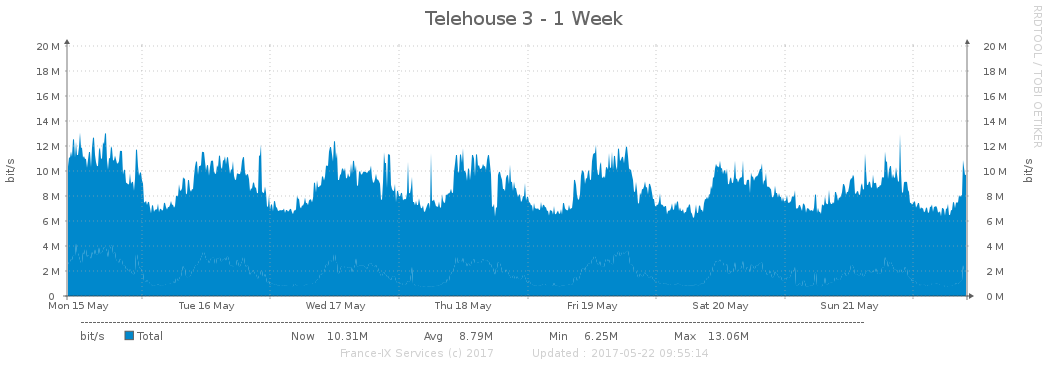 Telehouse 3 - 1 Week
RRDTOOL / TOBI OETIKER
bit/s
20 M 20 M
18 M 18 M
16 M 16 M
14 M 14 M
12 M 12 M
10 M 10 M
8 M 8 M
6 M 6 M
4 M 4 M
2 M 2 M
0 0 M
bit/s
Mon 15 May Tue 16 May Wed 17 May Thu 18 May Fri 19 May Sat 20 May Sun 21 May
bit/s Total Now 10.31M Avg 8.79M Min 6.25M Max 13.06M
France-IX Services (c) 2017 Updated : 2017-05-22 09:55:14